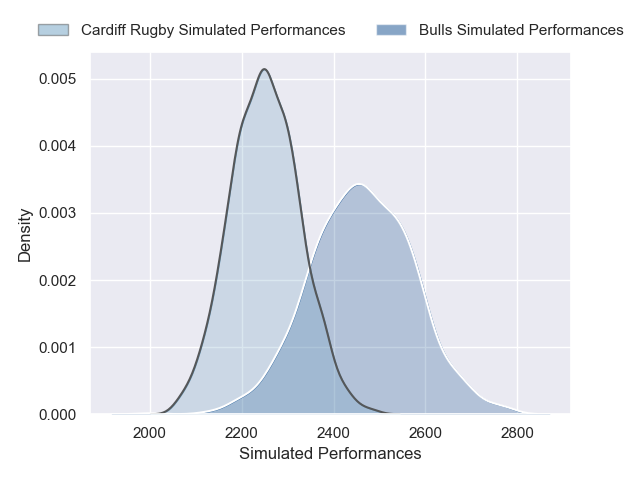 Cardiff Rugby Simulated Performances
Bulls Simulated Performances
0.005
0.004
0.003
0.002
0.001
0.000
Density
2000
2200
2400
2600
2800
Simulated Performances